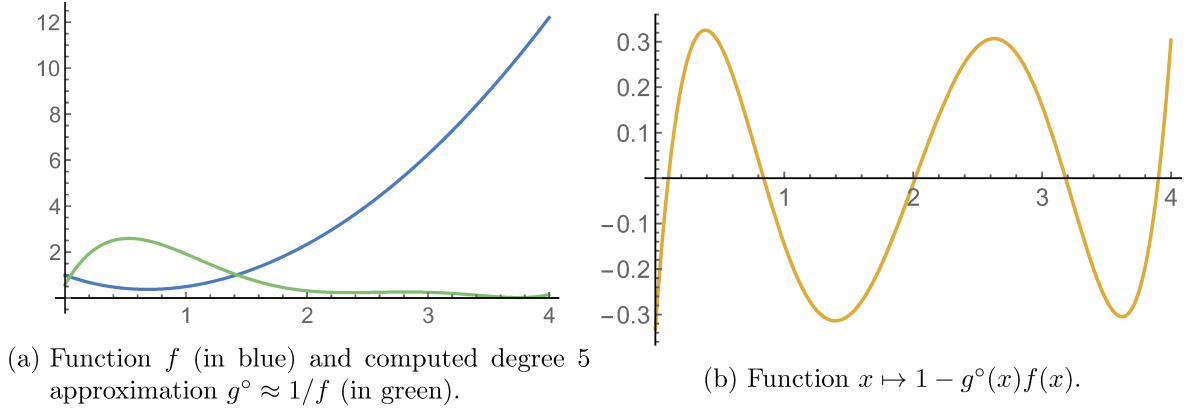 12
10
8
6
4
2
1 2 3 4
0.3
0.2
0.1
−0.1
−0.2
−0.3
1 2 3 4
(a) Function f (in blue) and computed degree 5
approximation g° ≈ 1/f (in green).
(b) Function x ↦ 1 − g°(x)f(x).